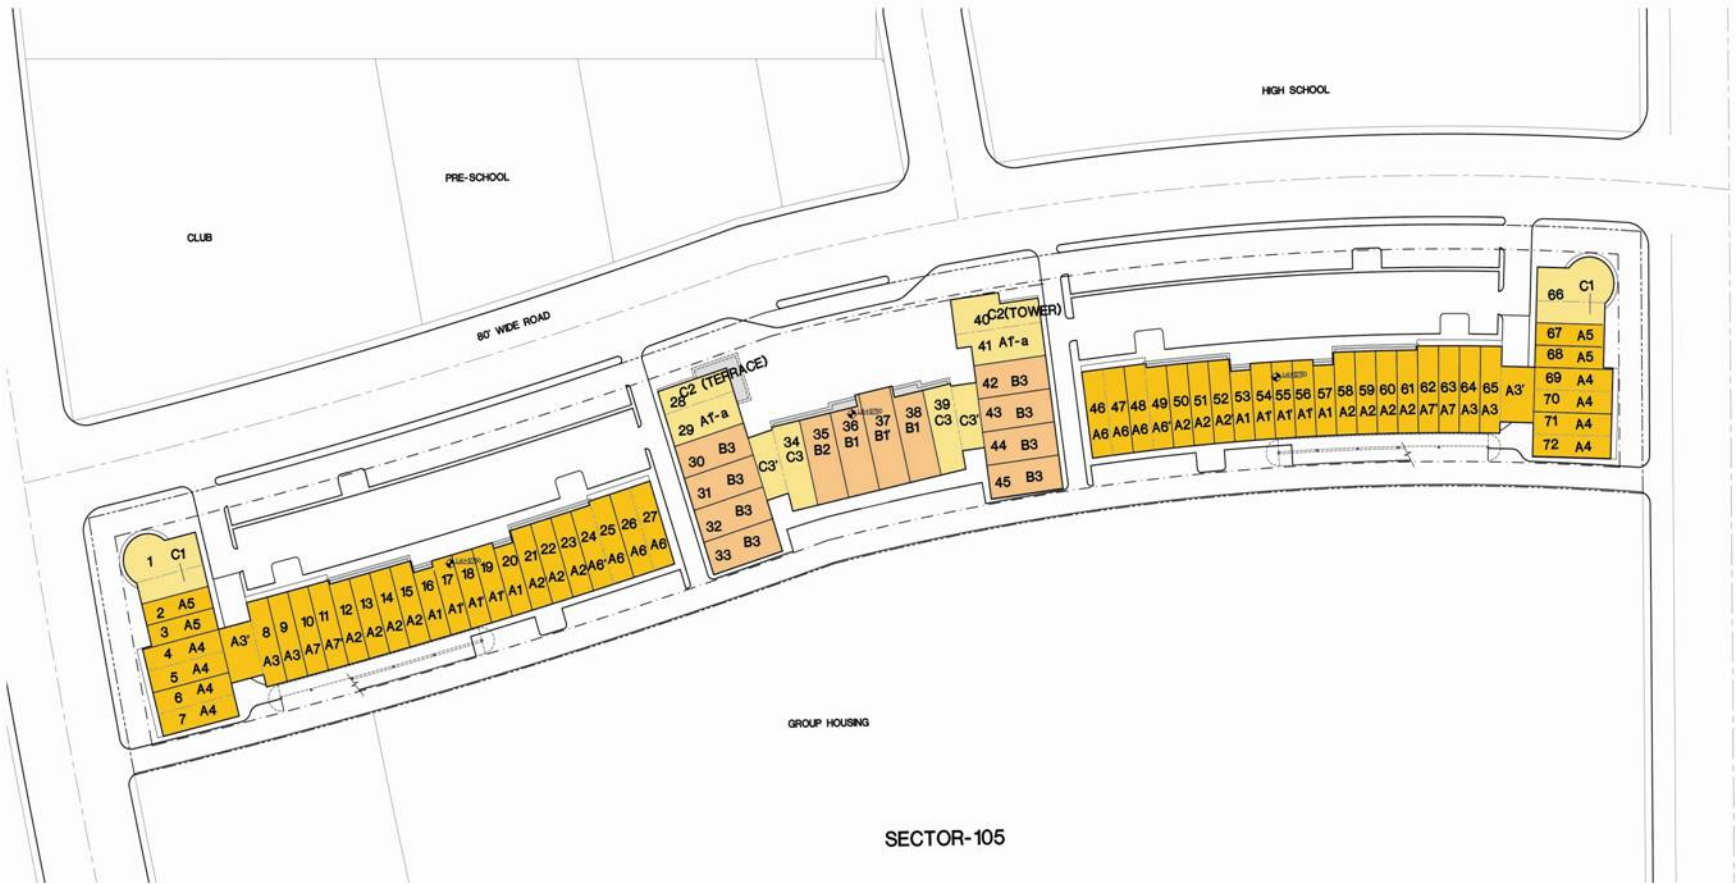 HIGH SCHOOL
PRE-SCHOOL
CLUB
80' WIDE ROAD
1 C1
2 A5
3 A5
4 A4
5 A4
6 A4
7 A4
A3'
8 9 10 11 12 13 14 15 16 17 18 19 20 21 22 23 24 25 26 27
A3 A3 A7 A7' A2 A2 A2 A2 A1 A1' A1' A1' A1 A2' A2 A2 A6' A6 A6 A6
28 C2 (TERRACE)
29 A1'-a
30 B3
31 B3
32 B3
33 B3
C3'
34 C3
35 B2
36 B1
37 B1'
38 B1
39 C3
C3'
40 C2(TOWER)
41 A1'-a
42 B3
43 B3
44 B3
45 B3
46 47 48 49 50 51 52 53 54 55 56 57 58 59 60 61 62 63 64 65
A6 A6 A6 A6' A2 A2 A2' A1 A1' A1' A1' A1 A2 A2 A2 A2 A7' A7 A3 A3
A3'
66 C1
67 A5
68 A5
69 A4
70 A4
71 A4
72 A4
GROUP HOUSING
SECTOR-105